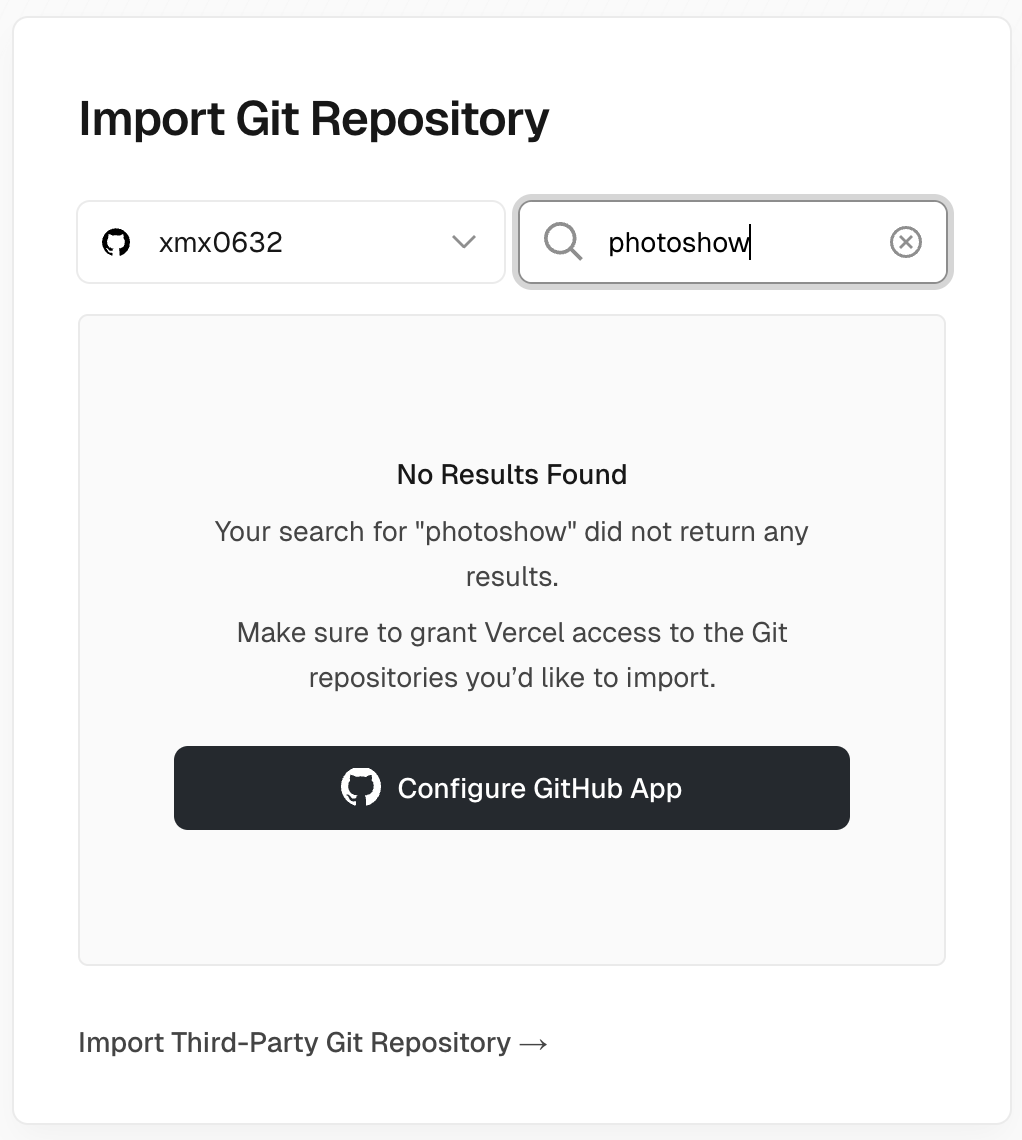 Import Git Repository
xmx0632
photoshow
No Results Found
Your search for "photoshow" did not return any
results.
Make sure to grant Vercel access to the Git
repositories you’d like to import.
Configure GitHub App
Import Third-Party Git Repository →